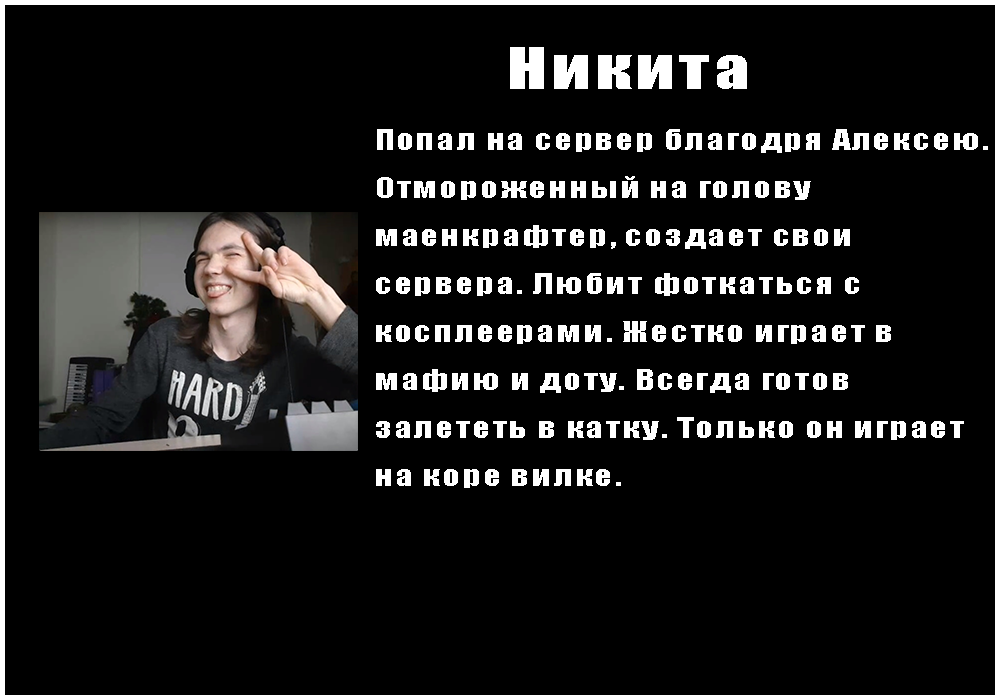 Никита
Попал на сервер благодря Алексею.
Отмороженный на голову
маенкрафтер, создает свои
сервера. Любит фоткаться с
косплеерами. Жестко играет в
мафию и доту. Всегда готов
залететь в катку. Только он играет
на коре вилке.
HARD